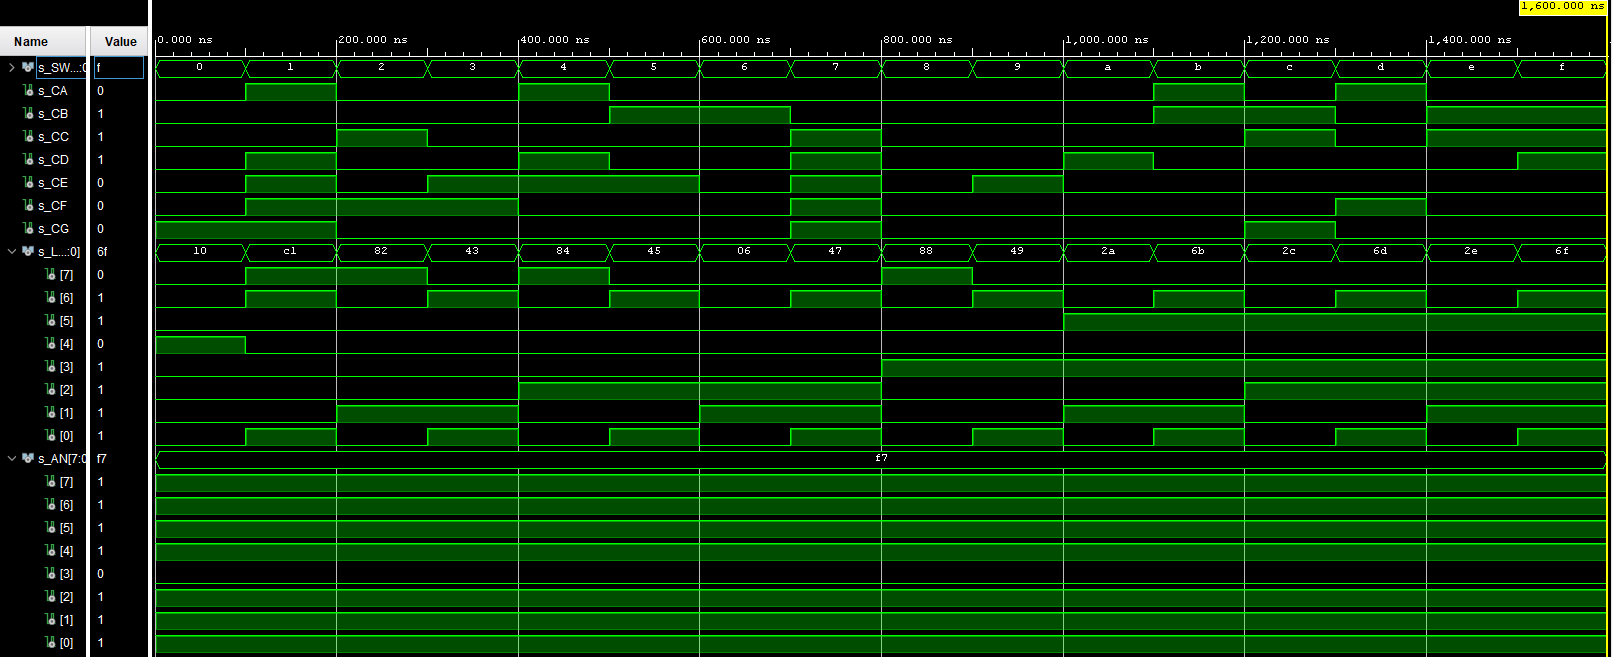 1,600.000 ns
Name Value 0.000 ns 200.000 ns 400.000 ns 600.000 ns 800.000 ns 1,000.000 ns 1,200.000 ns 1,400.000 ns
s_SW...:0 f 0 1 2 3 4 5 6 7 8 9 a b c d e f
s_CA 0
s_CB 1
s_CC 1
s_CD 1
s_CE 0
s_CF 0
s_CG 0
s_L...:0] 6f 10 c1 82 43 84 45 06 47 88 49 2a 6b 2c 6d 2e 6f
[7] 0
[6] 1
[5] 1
[4] 0
[3] 1
[2] 1
[1] 1
[0] 1
s_AN[7:0 f7 f7
[7] 1
[6] 1
[5] 1
[4] 1
[3] 0
[2] 1
[1] 1
[0] 1